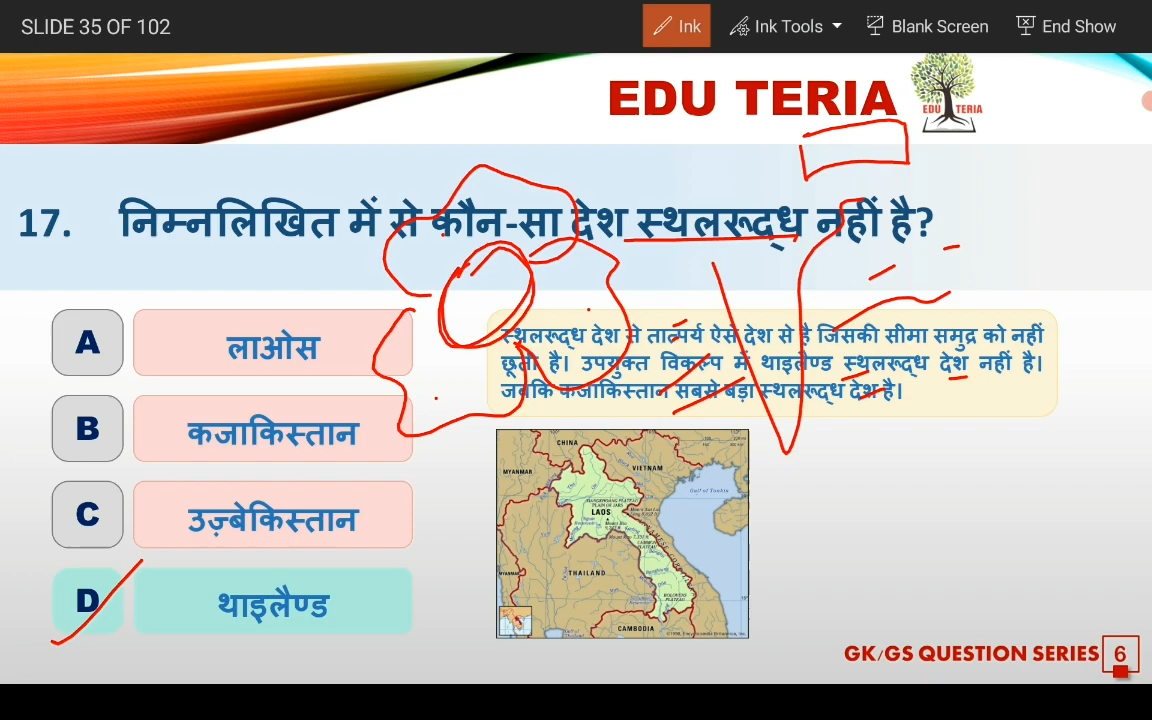 SLIDE 35 OF 102
Ink
Ink Tools
Blank Screen
End Show
EDU TERIA
EDU TERIA
17. निम्नलिखित में से कौन-सा देश स्थलरूद्ध नहीं है?
A लाओस
B कजाकिस्तान
C उज़्बेकिस्तान
D थाइलैण्ड
स्थलरूद्ध देश से तात्पर्य ऐसे देश से है जिसकी सीमा समुद्र को नहीं
छूती है। उपयुक्त विकल्प में थाइलैण्ड स्थलरूद्ध देश नहीं है।
जबकि कजाकिस्तान सबसे बड़ा स्थलरूद्ध देश है।
CHINA
MYANMAR
VIETNAM
Gulf of Tonkin
LAOS
THAILAND
MYANMAR
CAMBODIA
GK/GS QUESTION SERIES 6